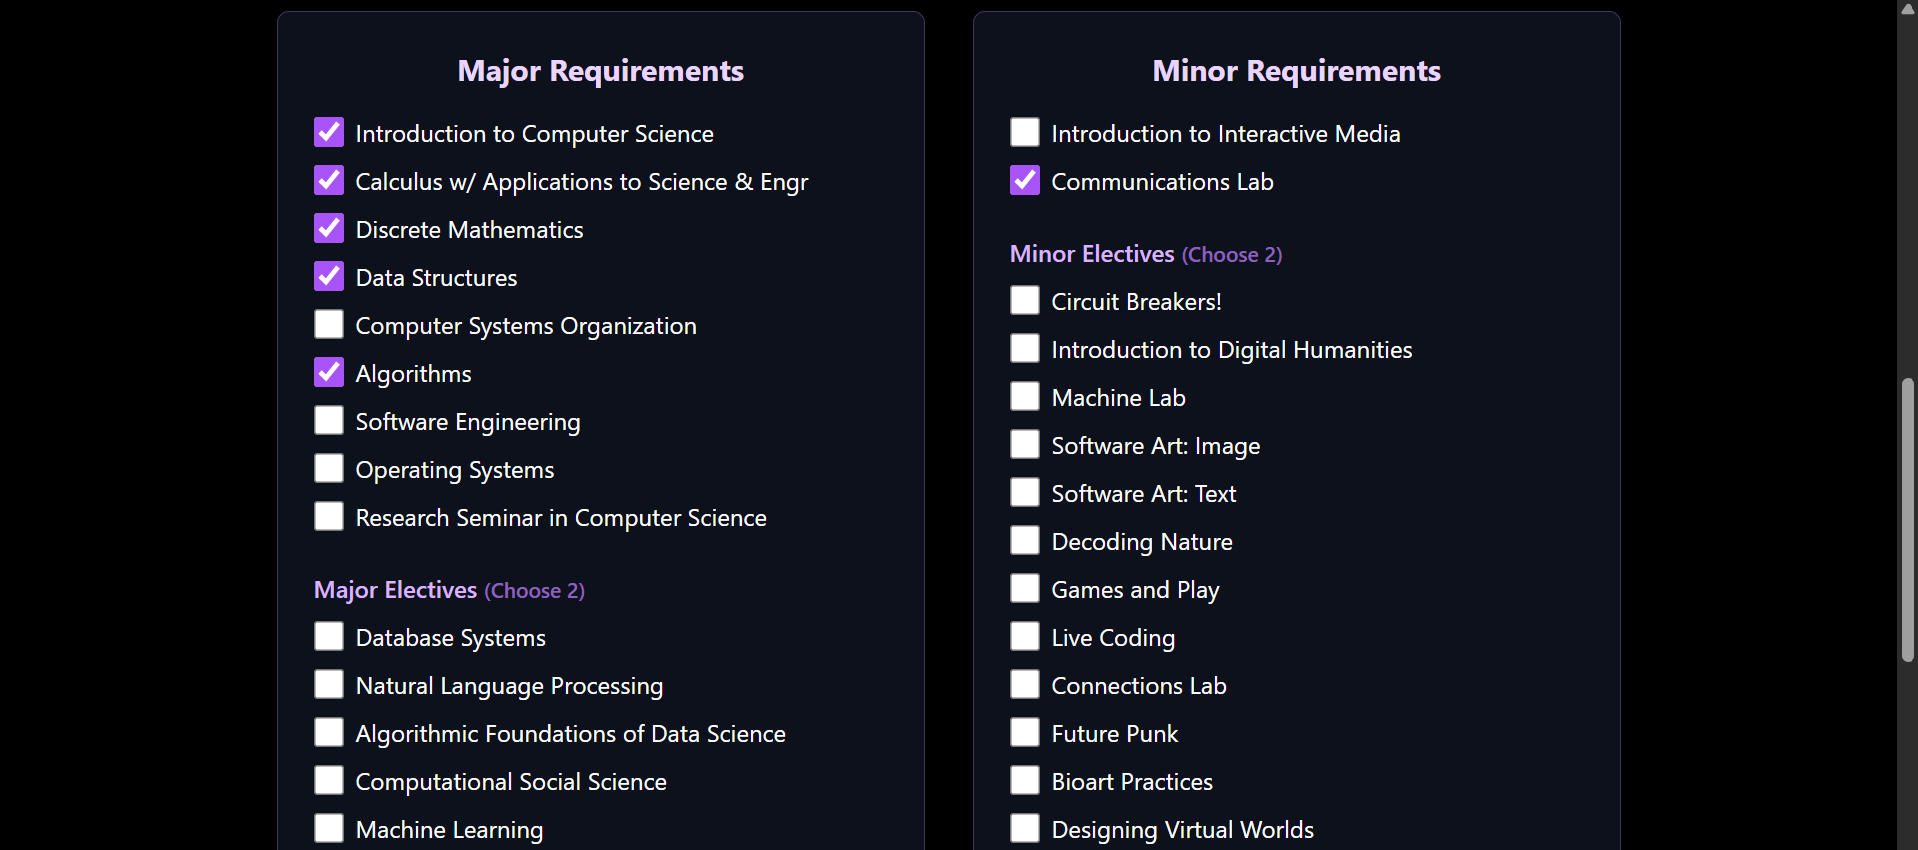 Major Requirements
Introduction to Computer Science
Calculus w/ Applications to Science & Engr
Discrete Mathematics
Data Structures
Computer Systems Organization
Algorithms
Software Engineering
Operating Systems
Research Seminar in Computer Science
Major Electives (Choose 2)
Database Systems
Natural Language Processing
Algorithmic Foundations of Data Science
Computational Social Science
Machine Learning
Minor Requirements
Introduction to Interactive Media
Communications Lab
Minor Electives (Choose 2)
Circuit Breakers!
Introduction to Digital Humanities
Machine Lab
Software Art: Image
Software Art: Text
Decoding Nature
Games and Play
Live Coding
Connections Lab
Future Punk
Bioart Practices
Designing Virtual Worlds